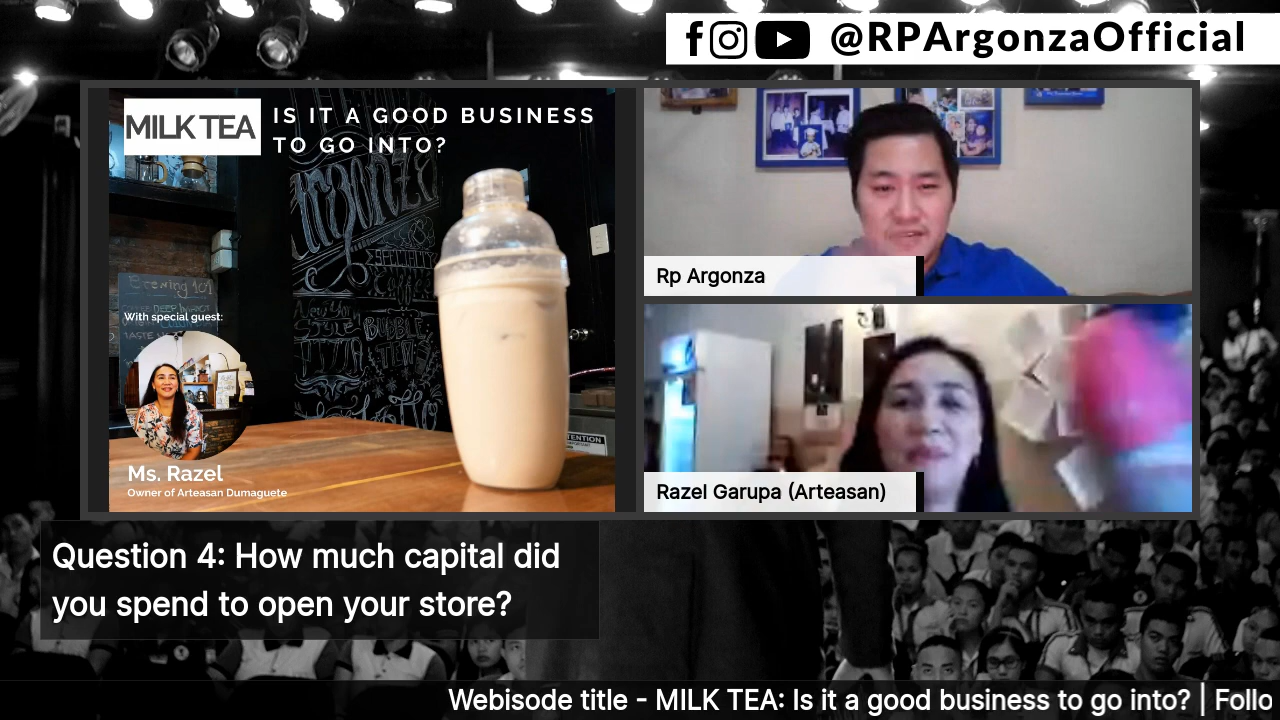 @RPArgonzaOfficial
MILK TEA
IS IT A GOOD BUSINESS
TO GO INTO?
Brewing 101
With special guest:
Ms. Razel
Owner of Arteasan Dumaguete
Rp Argonza
Razel Garupa (Arteasan)
Question 4: How much capital did
you spend to open your store?
Webisode title - MILK TEA: Is it a good business to go into? | Follo